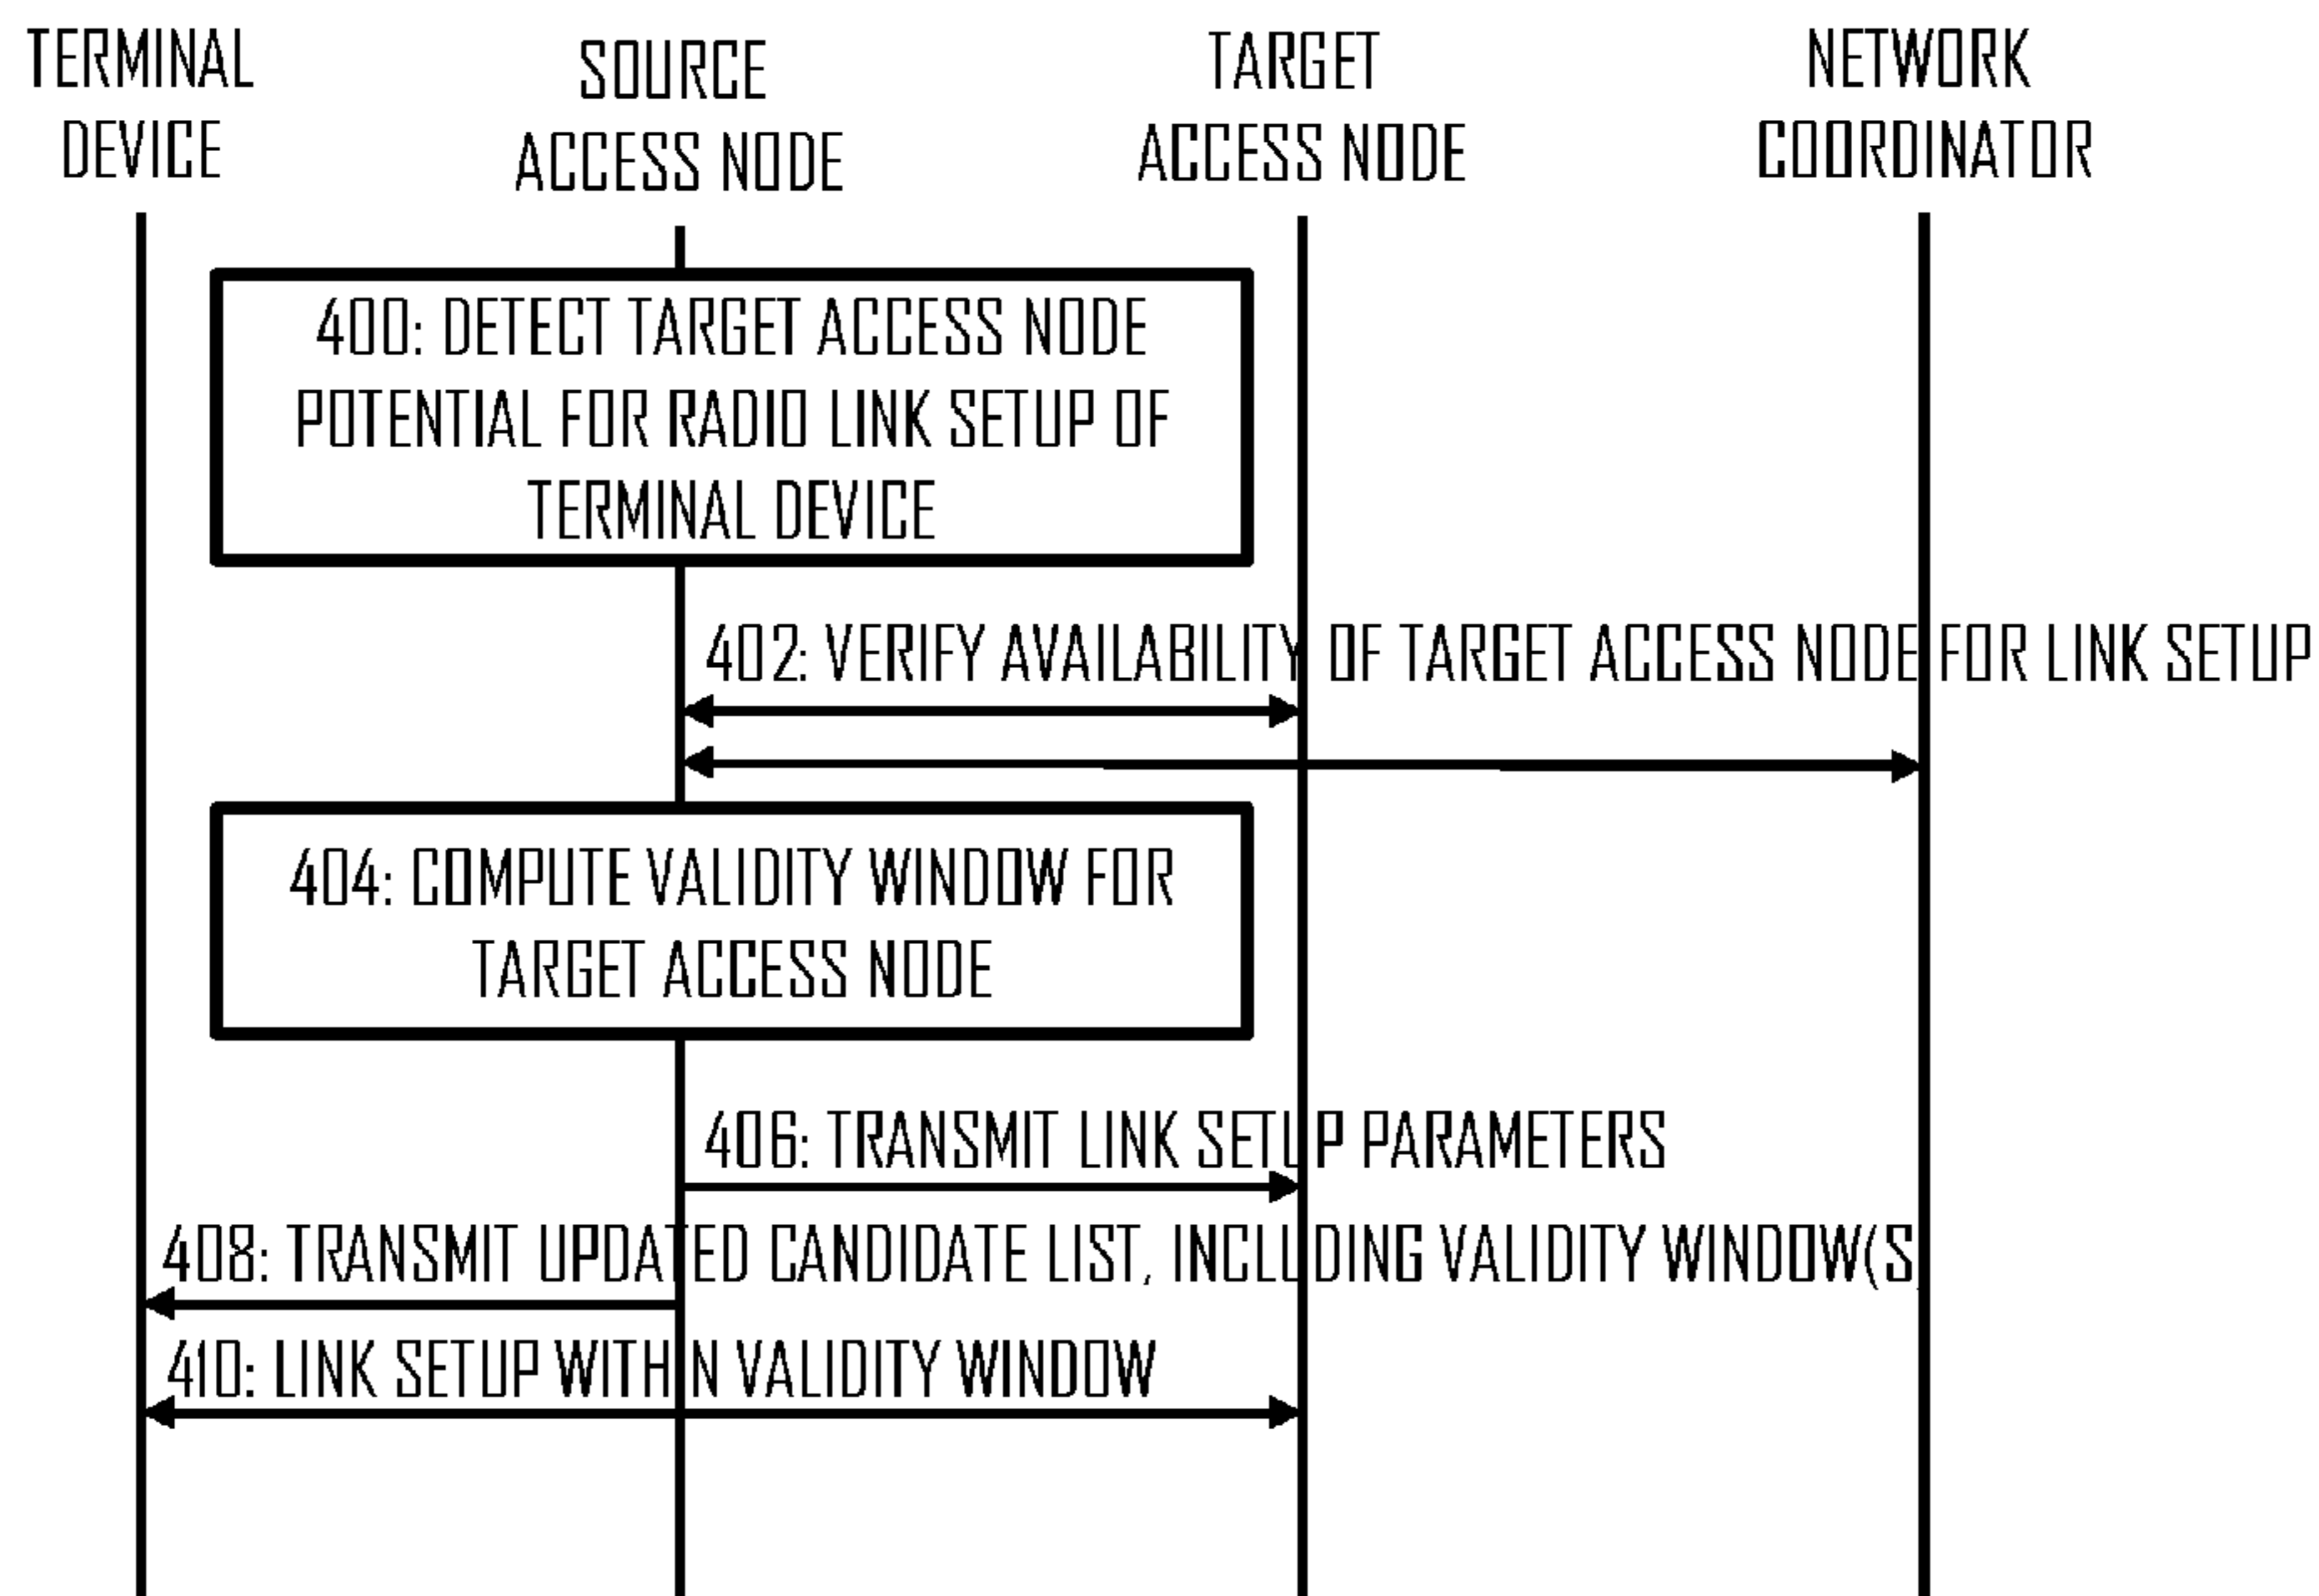 TERMINAL
DEVICE
SOURCE
ACCESS NODE
TARGET
ACCESS NODE
NETWORK
COORDINATOR
400: DETECT TARGET ACCESS NODE
POTENTIAL FOR RADIO LINK SETUP OF
TERMINAL DEVICE
402: VERIFY AVAILABILITY OF TARGET ACCESS NODE FOR LINK SETUP
404: COMPUTE VALIDITY WINDOW FOR
TARGET ACCESS NODE
406: TRANSMIT LINK SETUP PARAMETERS
408: TRANSMIT UPDATED CANDIDATE LIST, INCLUDING VALIDITY WINDOW(S)
410: LINK SETUP WITHIN VALIDITY WINDOW